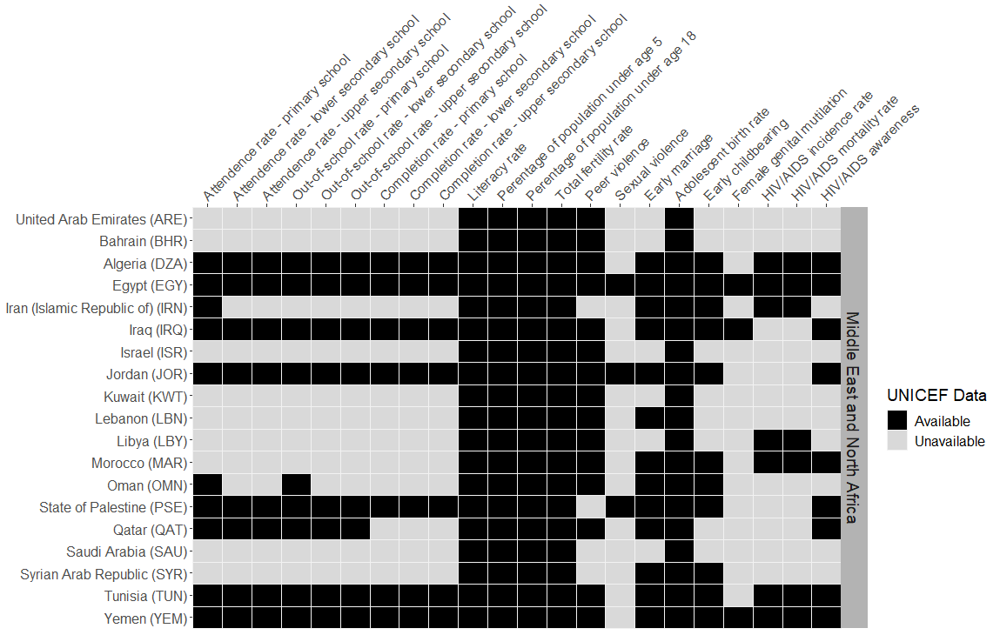 Attendence rate - primary school
Attendence rate - lower secondary school
Attendence rate - upper secondary school
Out-of-school rate - primary school
Out-of-school rate - lower secondary school
Out-of-school rate - upper secondary school
Completion rate - primary school
Completion rate - lower secondary school
Completion rate - upper secondary school
Literacy rate
Perentage of population under age 5
Perentage of population under age 18
Total fertility rate
Peer violence
Sexual violence
Early marriage
Adolescent birth rate
Early childbearing
Female genital mutilation
HIV/AIDS incidence rate
HIV/AIDS mortality rate
HIV/AIDS awareness
United Arab Emirates (ARE)
Bahrain (BHR)
Algeria (DZA)
Egypt (EGY)
Iran (Islamic Republic of) (IRN)
Iraq (IRQ)
Israel (ISR)
Jordan (JOR)
Kuwait (KWT)
Lebanon (LBN)
Libya (LBY)
Morocco (MAR)
Oman (OMN)
State of Palestine (PSE)
Qatar (QAT)
Saudi Arabia (SAU)
Syrian Arab Republic (SYR)
Tunisia (TUN)
Yemen (YEM)
Middle East and North Africa
UNICEF Data
Available
Unavailable